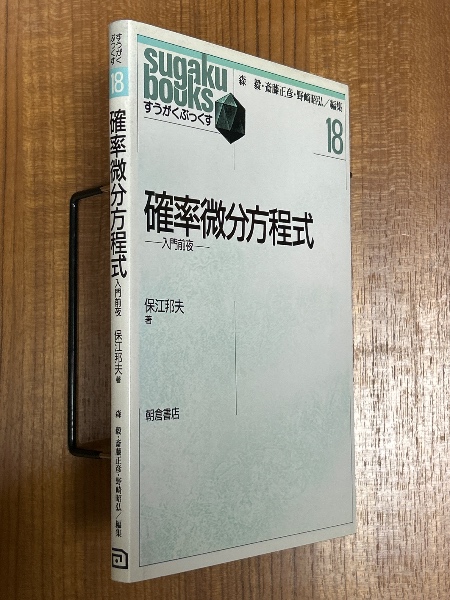 すうがく
ぶっくす
18
確率微分方程式
入門前夜
保江邦夫
著
森 毅・斎藤正彦・野崎昭弘/編集
sugaku
books
すうがくぶっくす
森 毅・斎藤正彦・野崎昭弘/編集
18
確率微分方程式
──入門前夜──
保江邦夫
著
朝倉書店